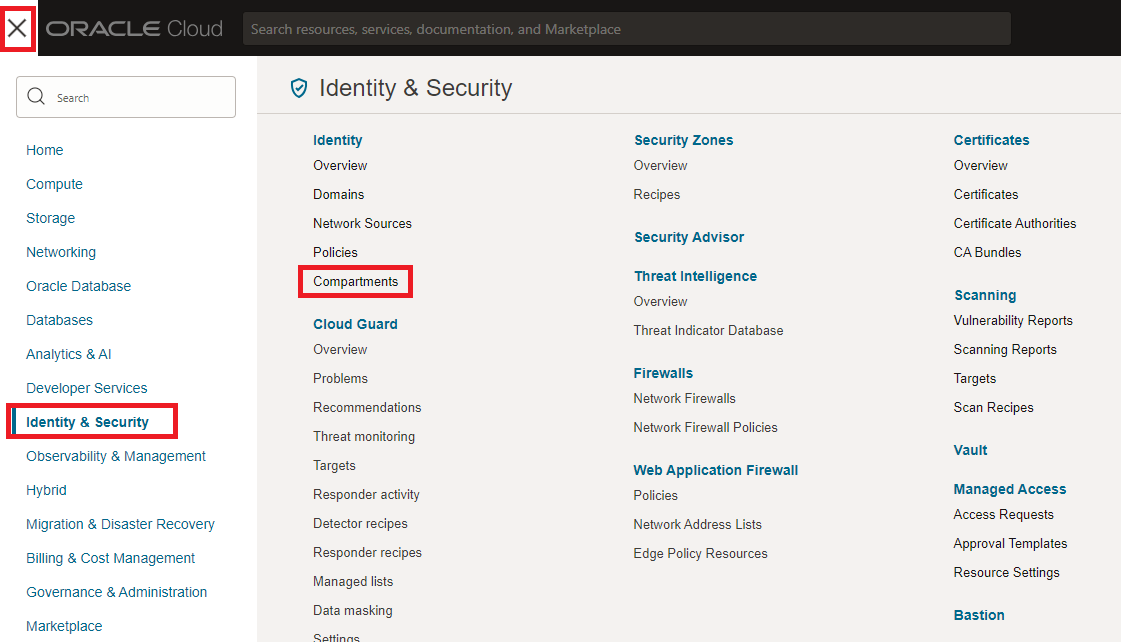 ORACLE Cloud
Search resources, services, documentation, and Marketplace
Search
Home
Compute
Storage
Networking
Oracle Database
Databases
Analytics & AI
Developer Services
Identity & Security
Observability & Management
Hybrid
Migration & Disaster Recovery
Billing & Cost Management
Governance & Administration
Marketplace
Identity & Security
Identity
Overview
Domains
Network Sources
Policies
Compartments
Cloud Guard
Overview
Problems
Recommendations
Threat monitoring
Targets
Responder activity
Detector recipes
Responder recipes
Managed lists
Data masking
Settings
Security Zones
Overview
Recipes
Security Advisor
Threat Intelligence
Overview
Threat Indicator Database
Firewalls
Network Firewalls
Network Firewall Policies
Web Application Firewall
Policies
Network Address Lists
Edge Policy Resources
Certificates
Overview
Certificates
Certificate Authorities
CA Bundles
Scanning
Vulnerability Reports
Scanning Reports
Targets
Scan Recipes
Vault
Managed Access
Access Requests
Approval Templates
Resource Settings
Bastion